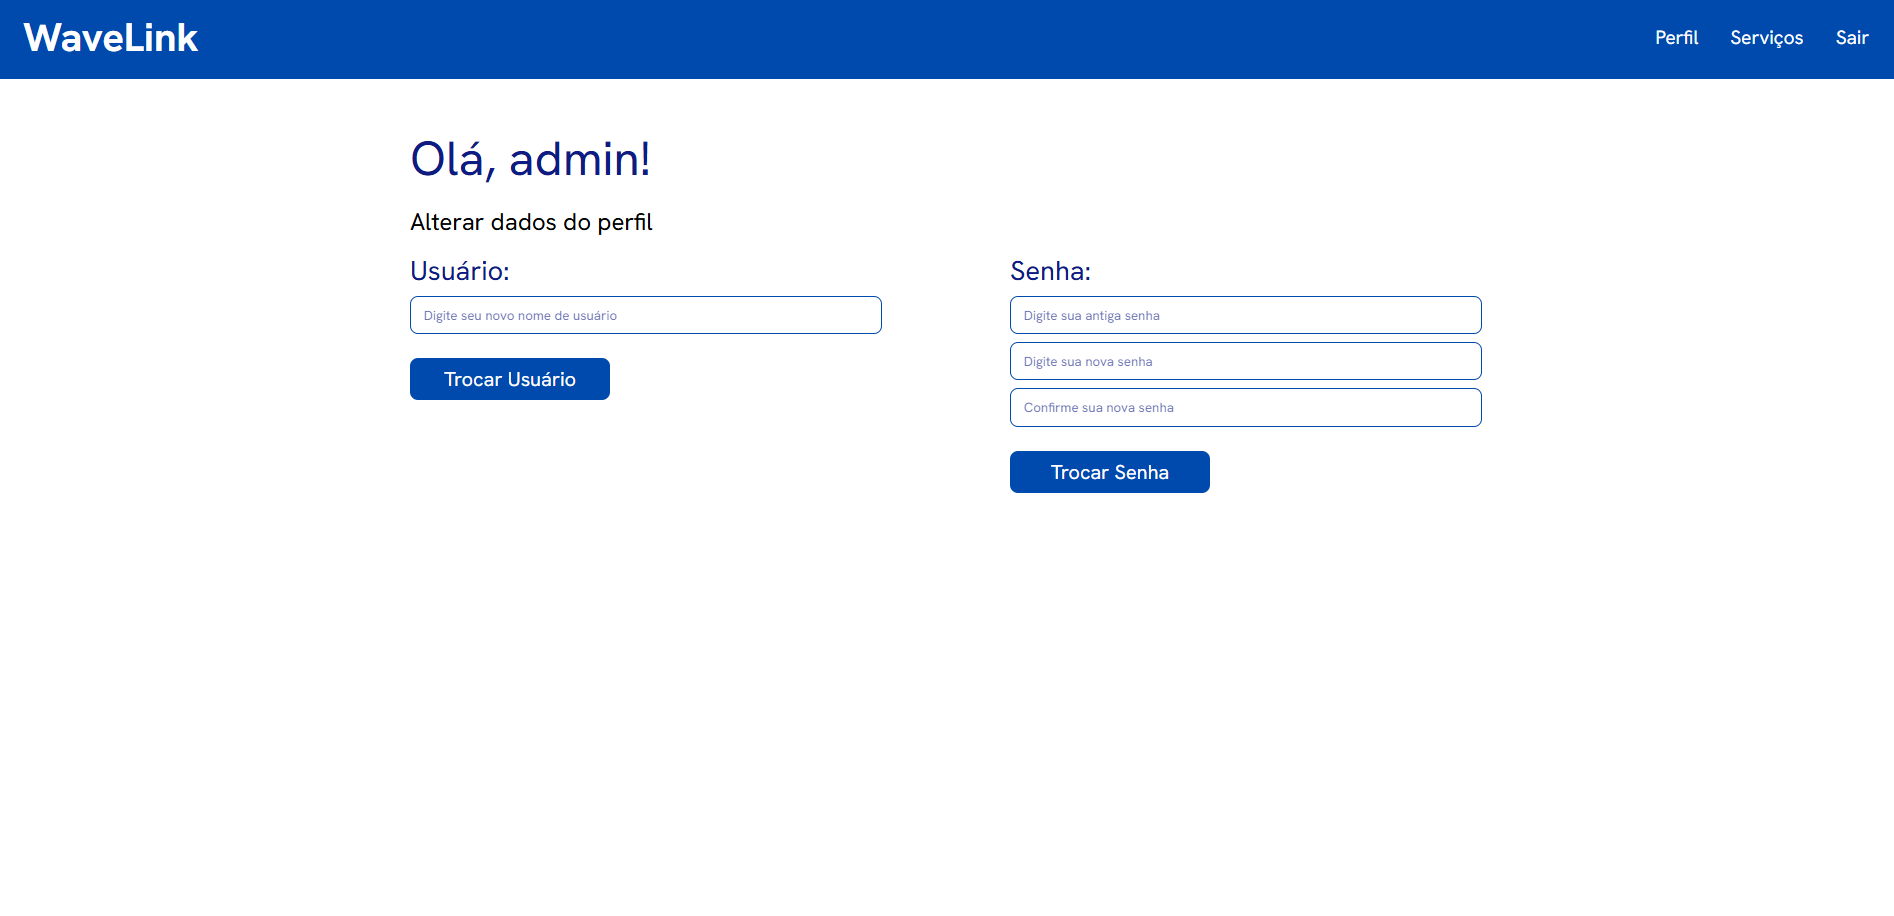 WaveLink
Perfil
Serviços
Sair
Olá, admin!
Alterar dados do perfil
Usuário:
Digite seu novo nome de usuário
Trocar Usuário
Senha:
Digite sua antiga senha
Digite sua nova senha
Confirme sua nova senha
Trocar Senha